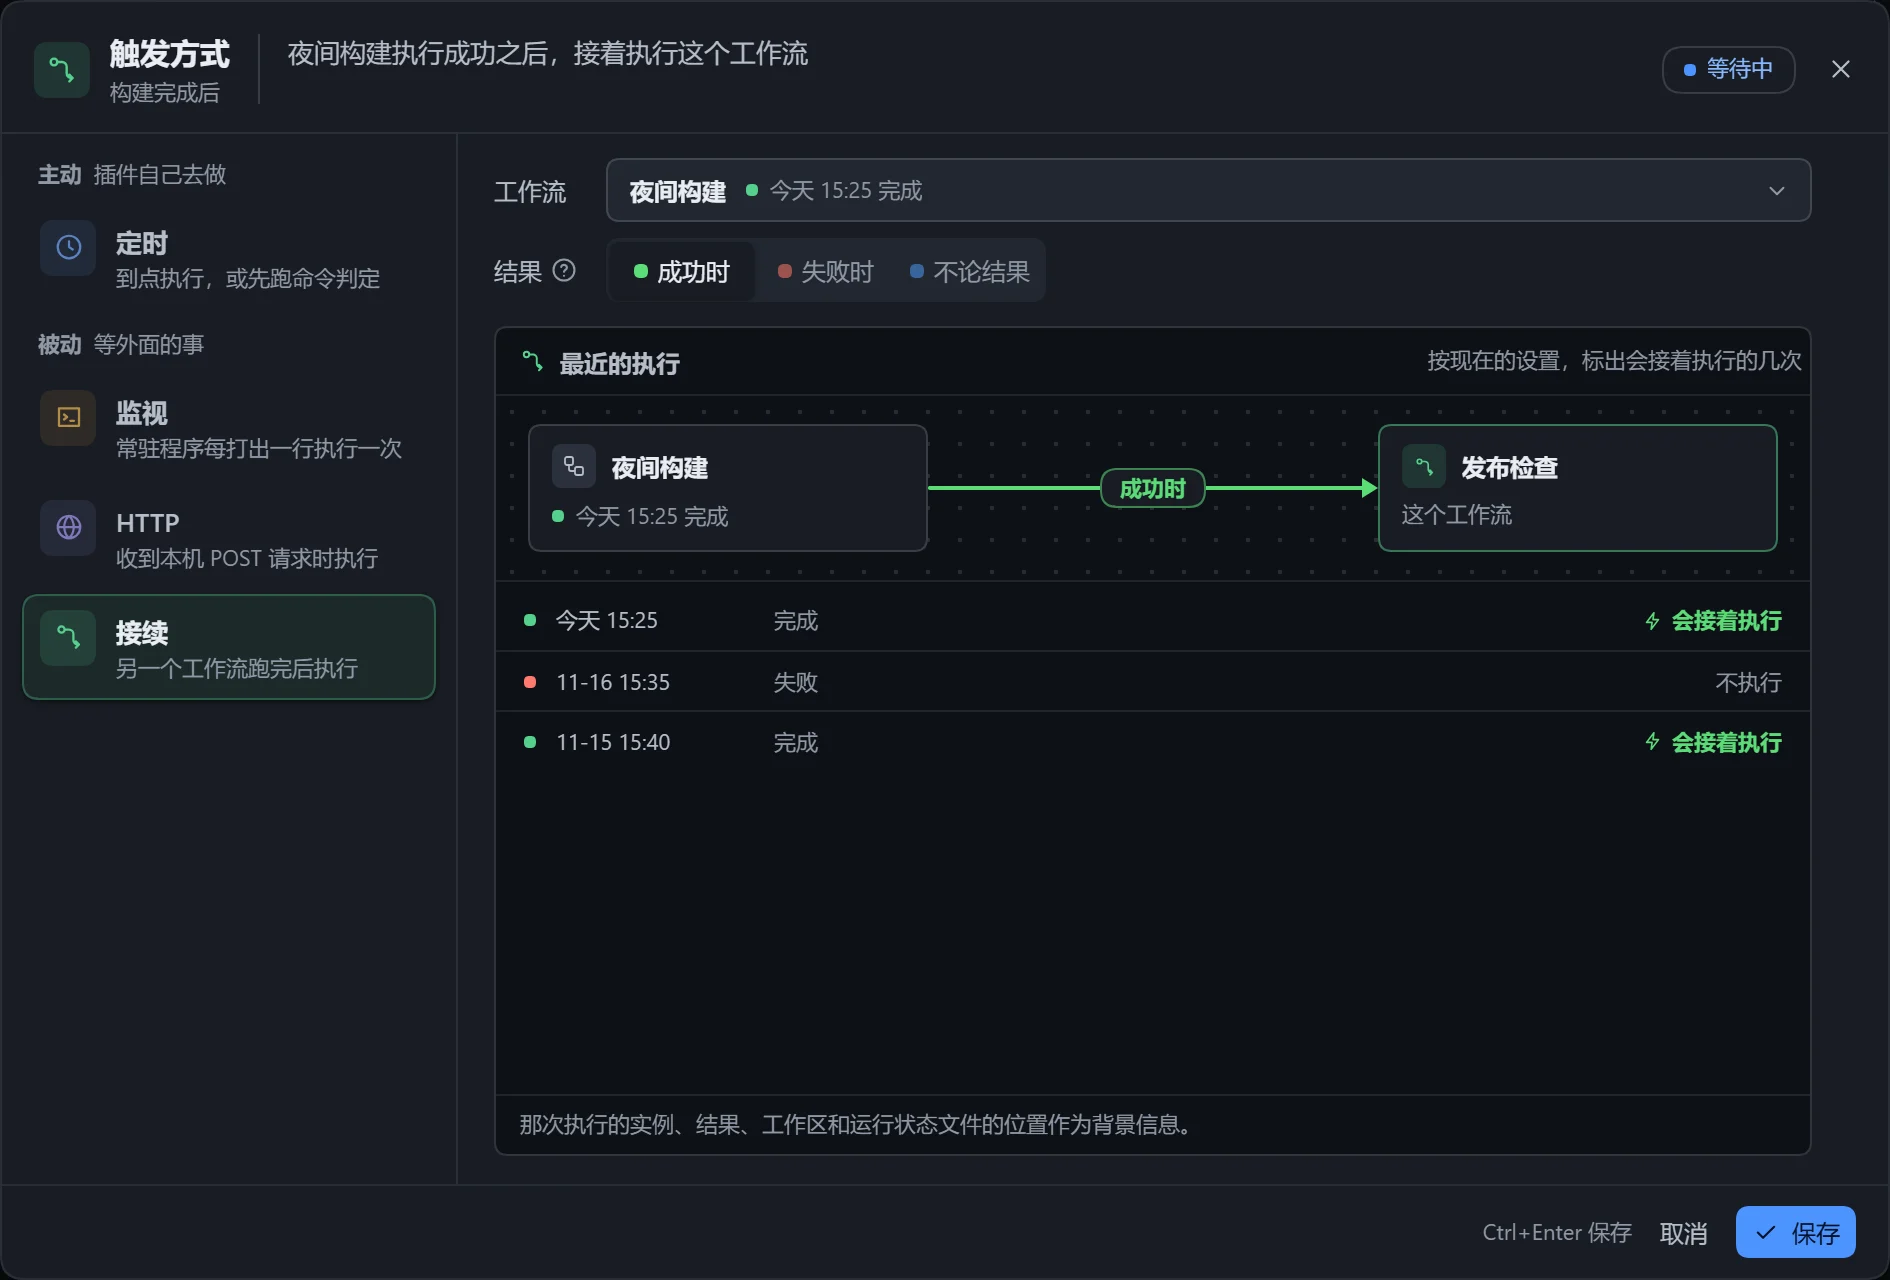 触发方式
构建完成后
夜间构建执行成功之后，接着执行这个工作流
等待中
主动 插件自己去做
定时
到点执行，或先跑命令判定
被动 等外面的事
监视
常驻程序每打出一行执行一次
HTTP
收到本机 POST 请求时执行
接续
另一个工作流跑完后执行
工作流 夜间构建 今天 15:25 完成
结果 成功时 失败时 不论结果
最近的执行 按现在的设置，标出会接着执行的几次
夜间构建
今天 15:25 完成
成功时
发布检查
这个工作流
今天 15:25 完成 会接着执行
11-16 15:35 失败 不执行
11-15 15:40 完成 会接着执行
那次执行的实例、结果、工作区和运行状态文件的位置作为背景信息。
Ctrl+Enter 保存 取消 保存